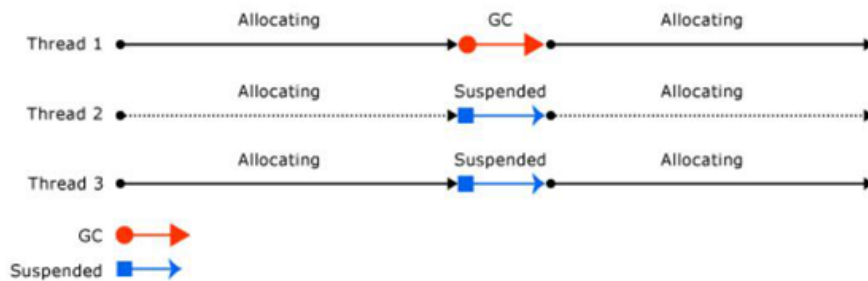 Allocating GC Allocating
Thread 1
Allocating Suspended Allocating
Thread 2
Allocating Suspended Allocating
Thread 3
GC
Suspended